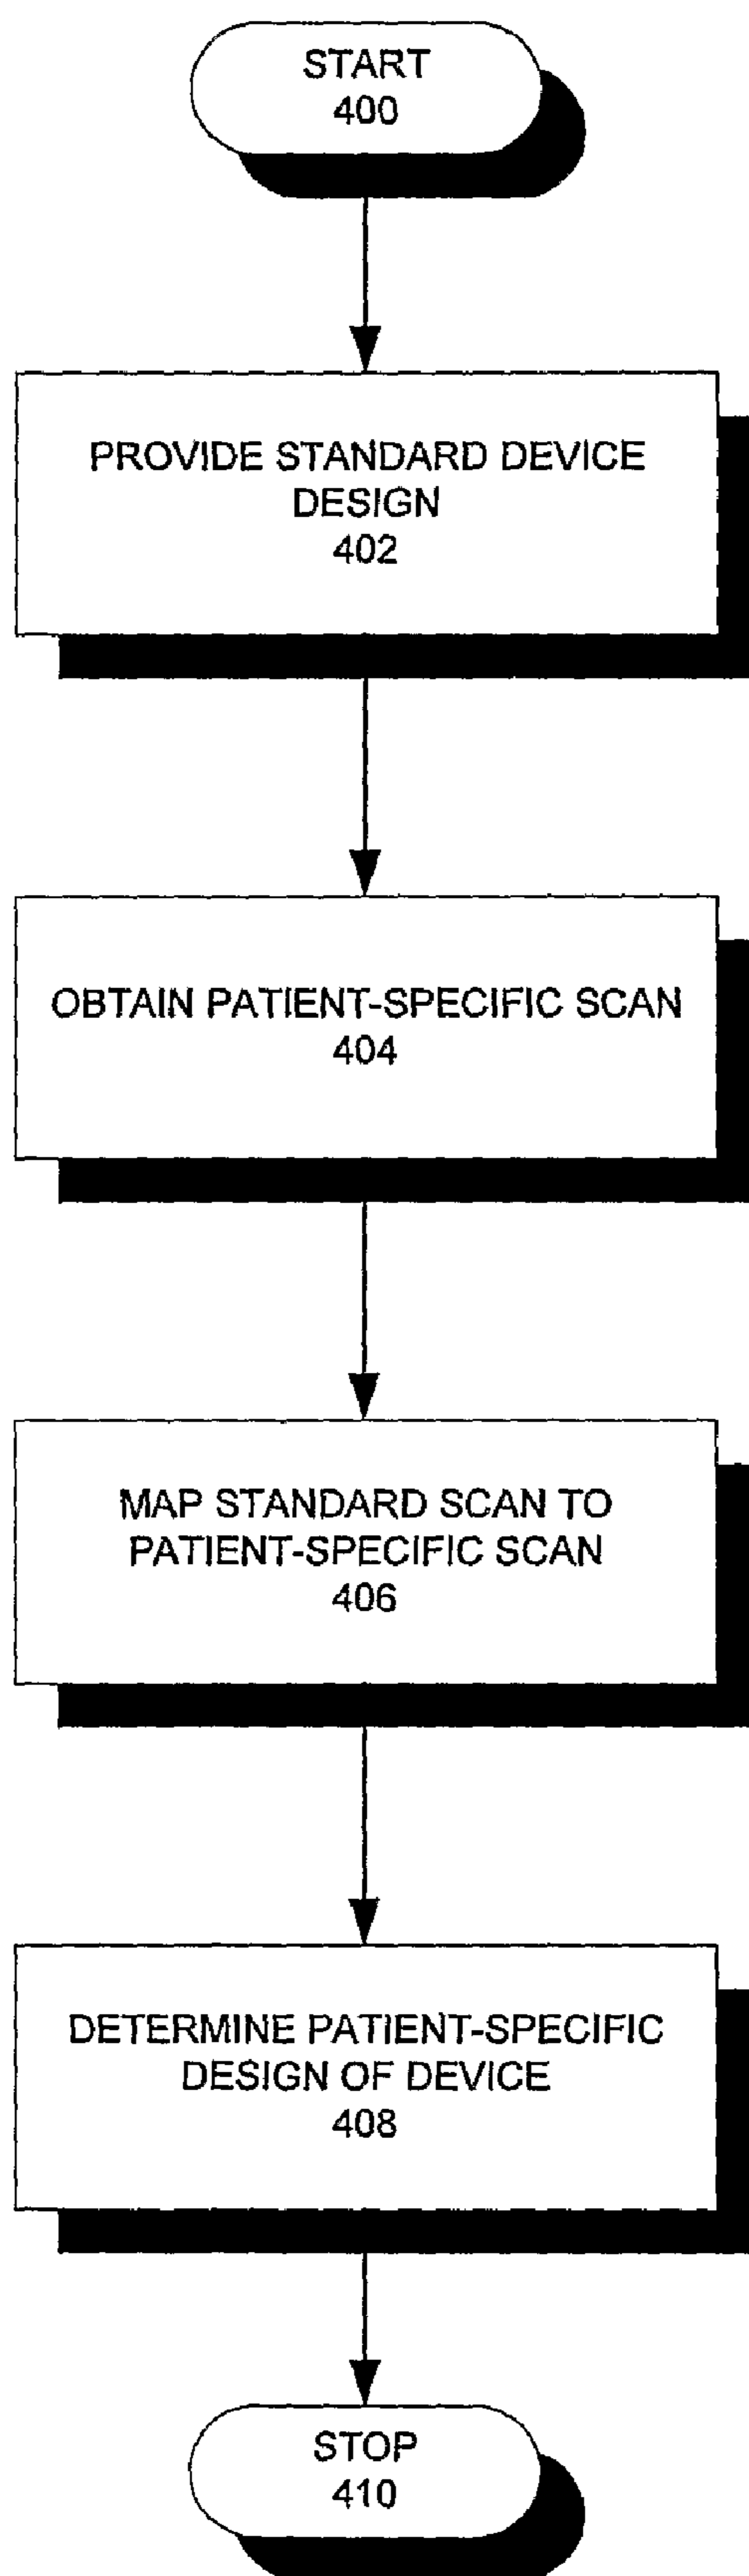 START
400
PROVIDE STANDARD DEVICE
DESIGN
402
OBTAIN PATIENT-SPECIFIC SCAN
404
MAP STANDARD SCAN TO
PATIENT-SPECIFIC SCAN
406
DETERMINE PATIENT-SPECIFIC
DESIGN OF DEVICE
408
STOP
410